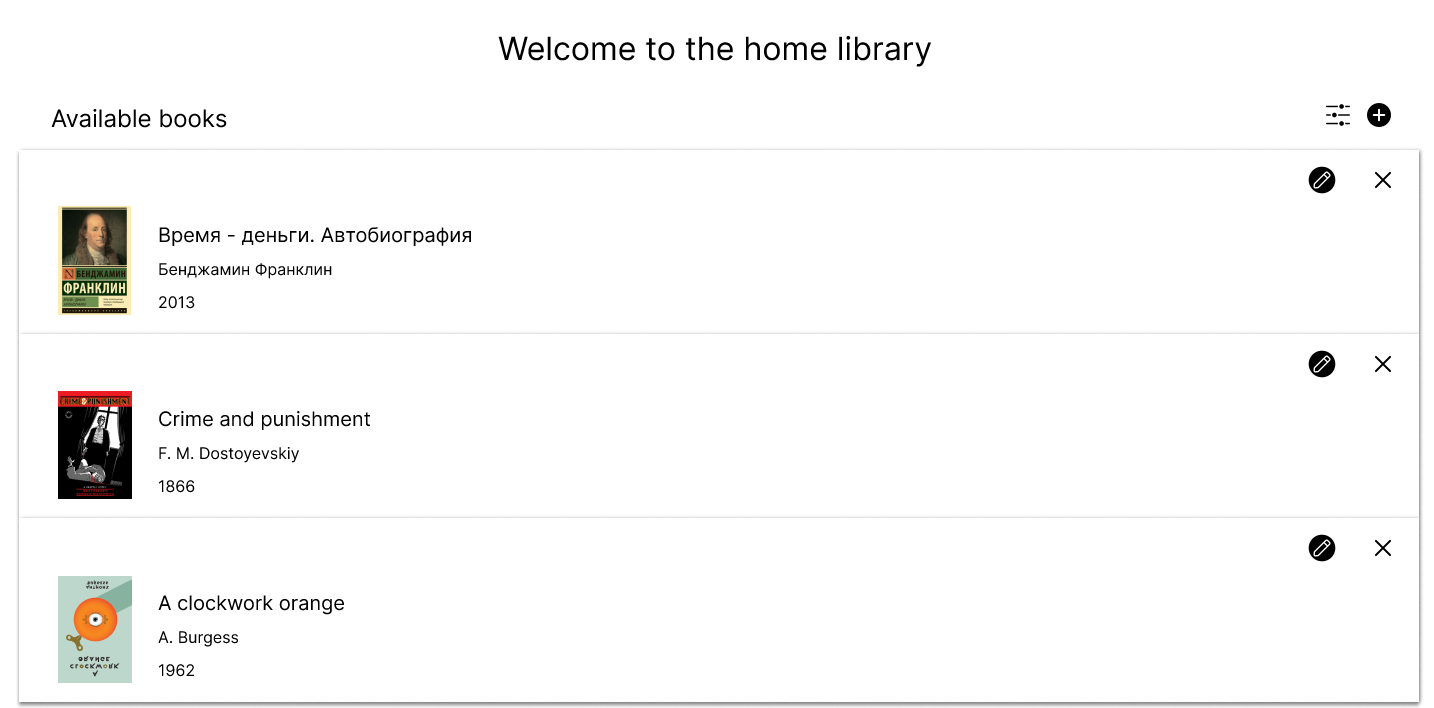 Welcome to the home library
Available books
Время - деньги. Автобиография
Бенджамин Франклин
2013
БЕНДЖАМИН
ФРАНКЛИН
Crime and punishment
F. M. Dostoyevskiy
1866
CRIME PUNISHMENT
A clockwork orange
A. Burgess
1962